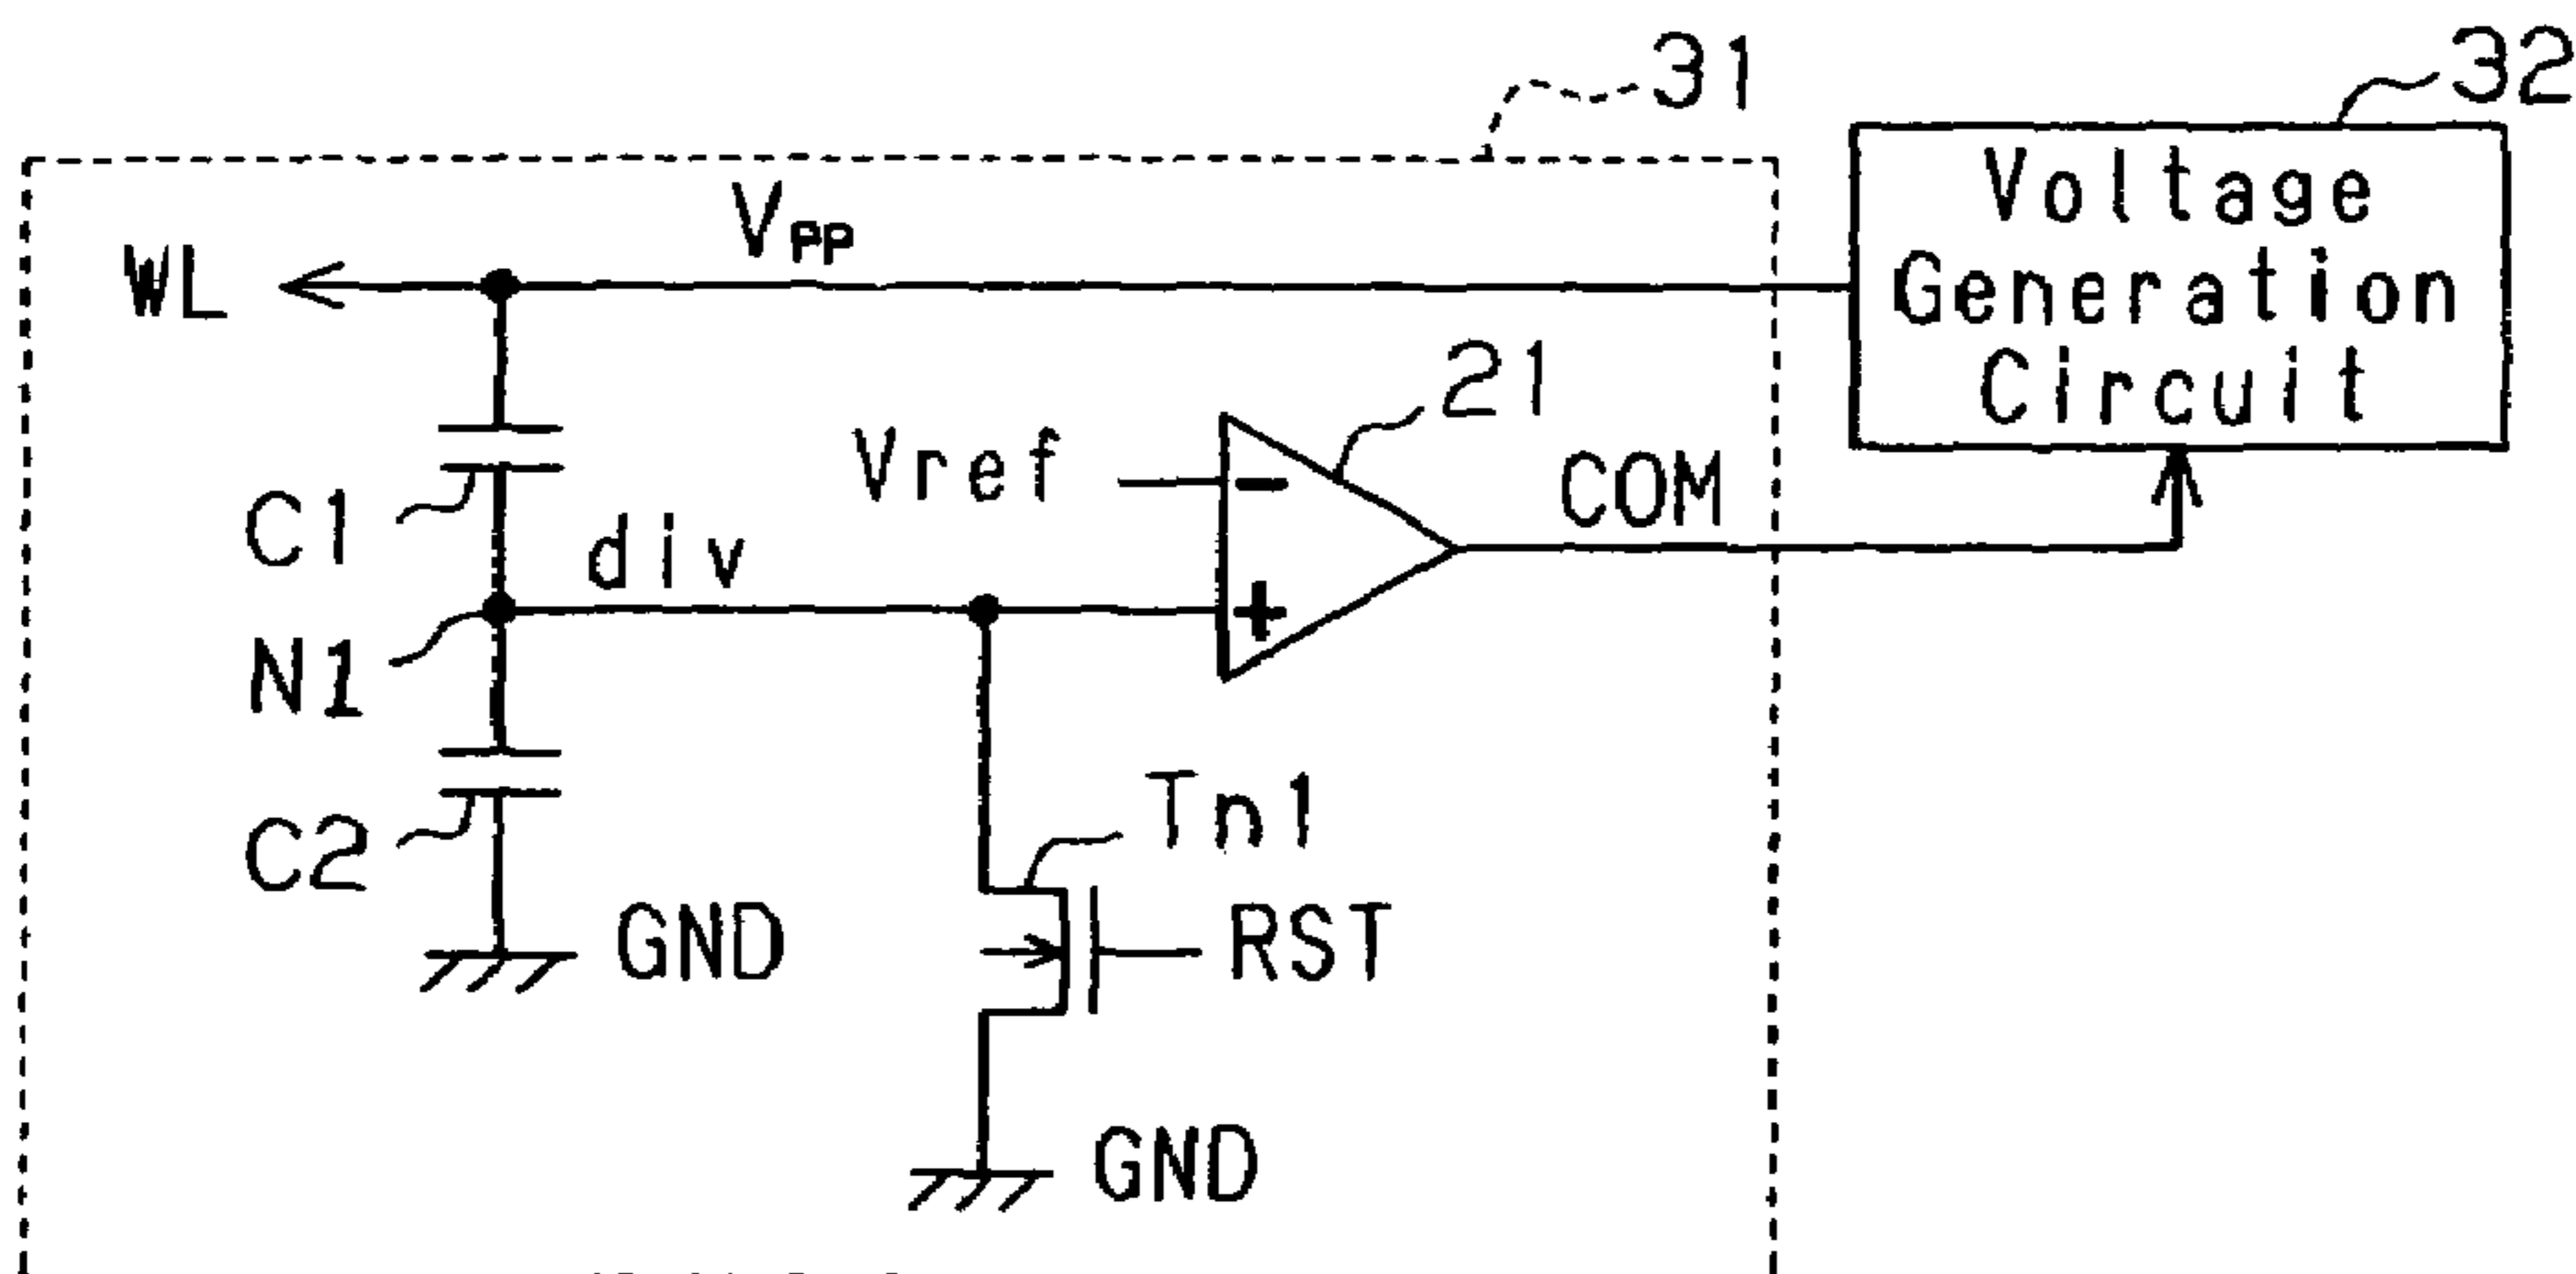 31
32
Voltage
Generation
Circuit
VPP
WL
21
Vref
-
COM
C1
div
+
N1
C2
Tn1
GND
RST
GND